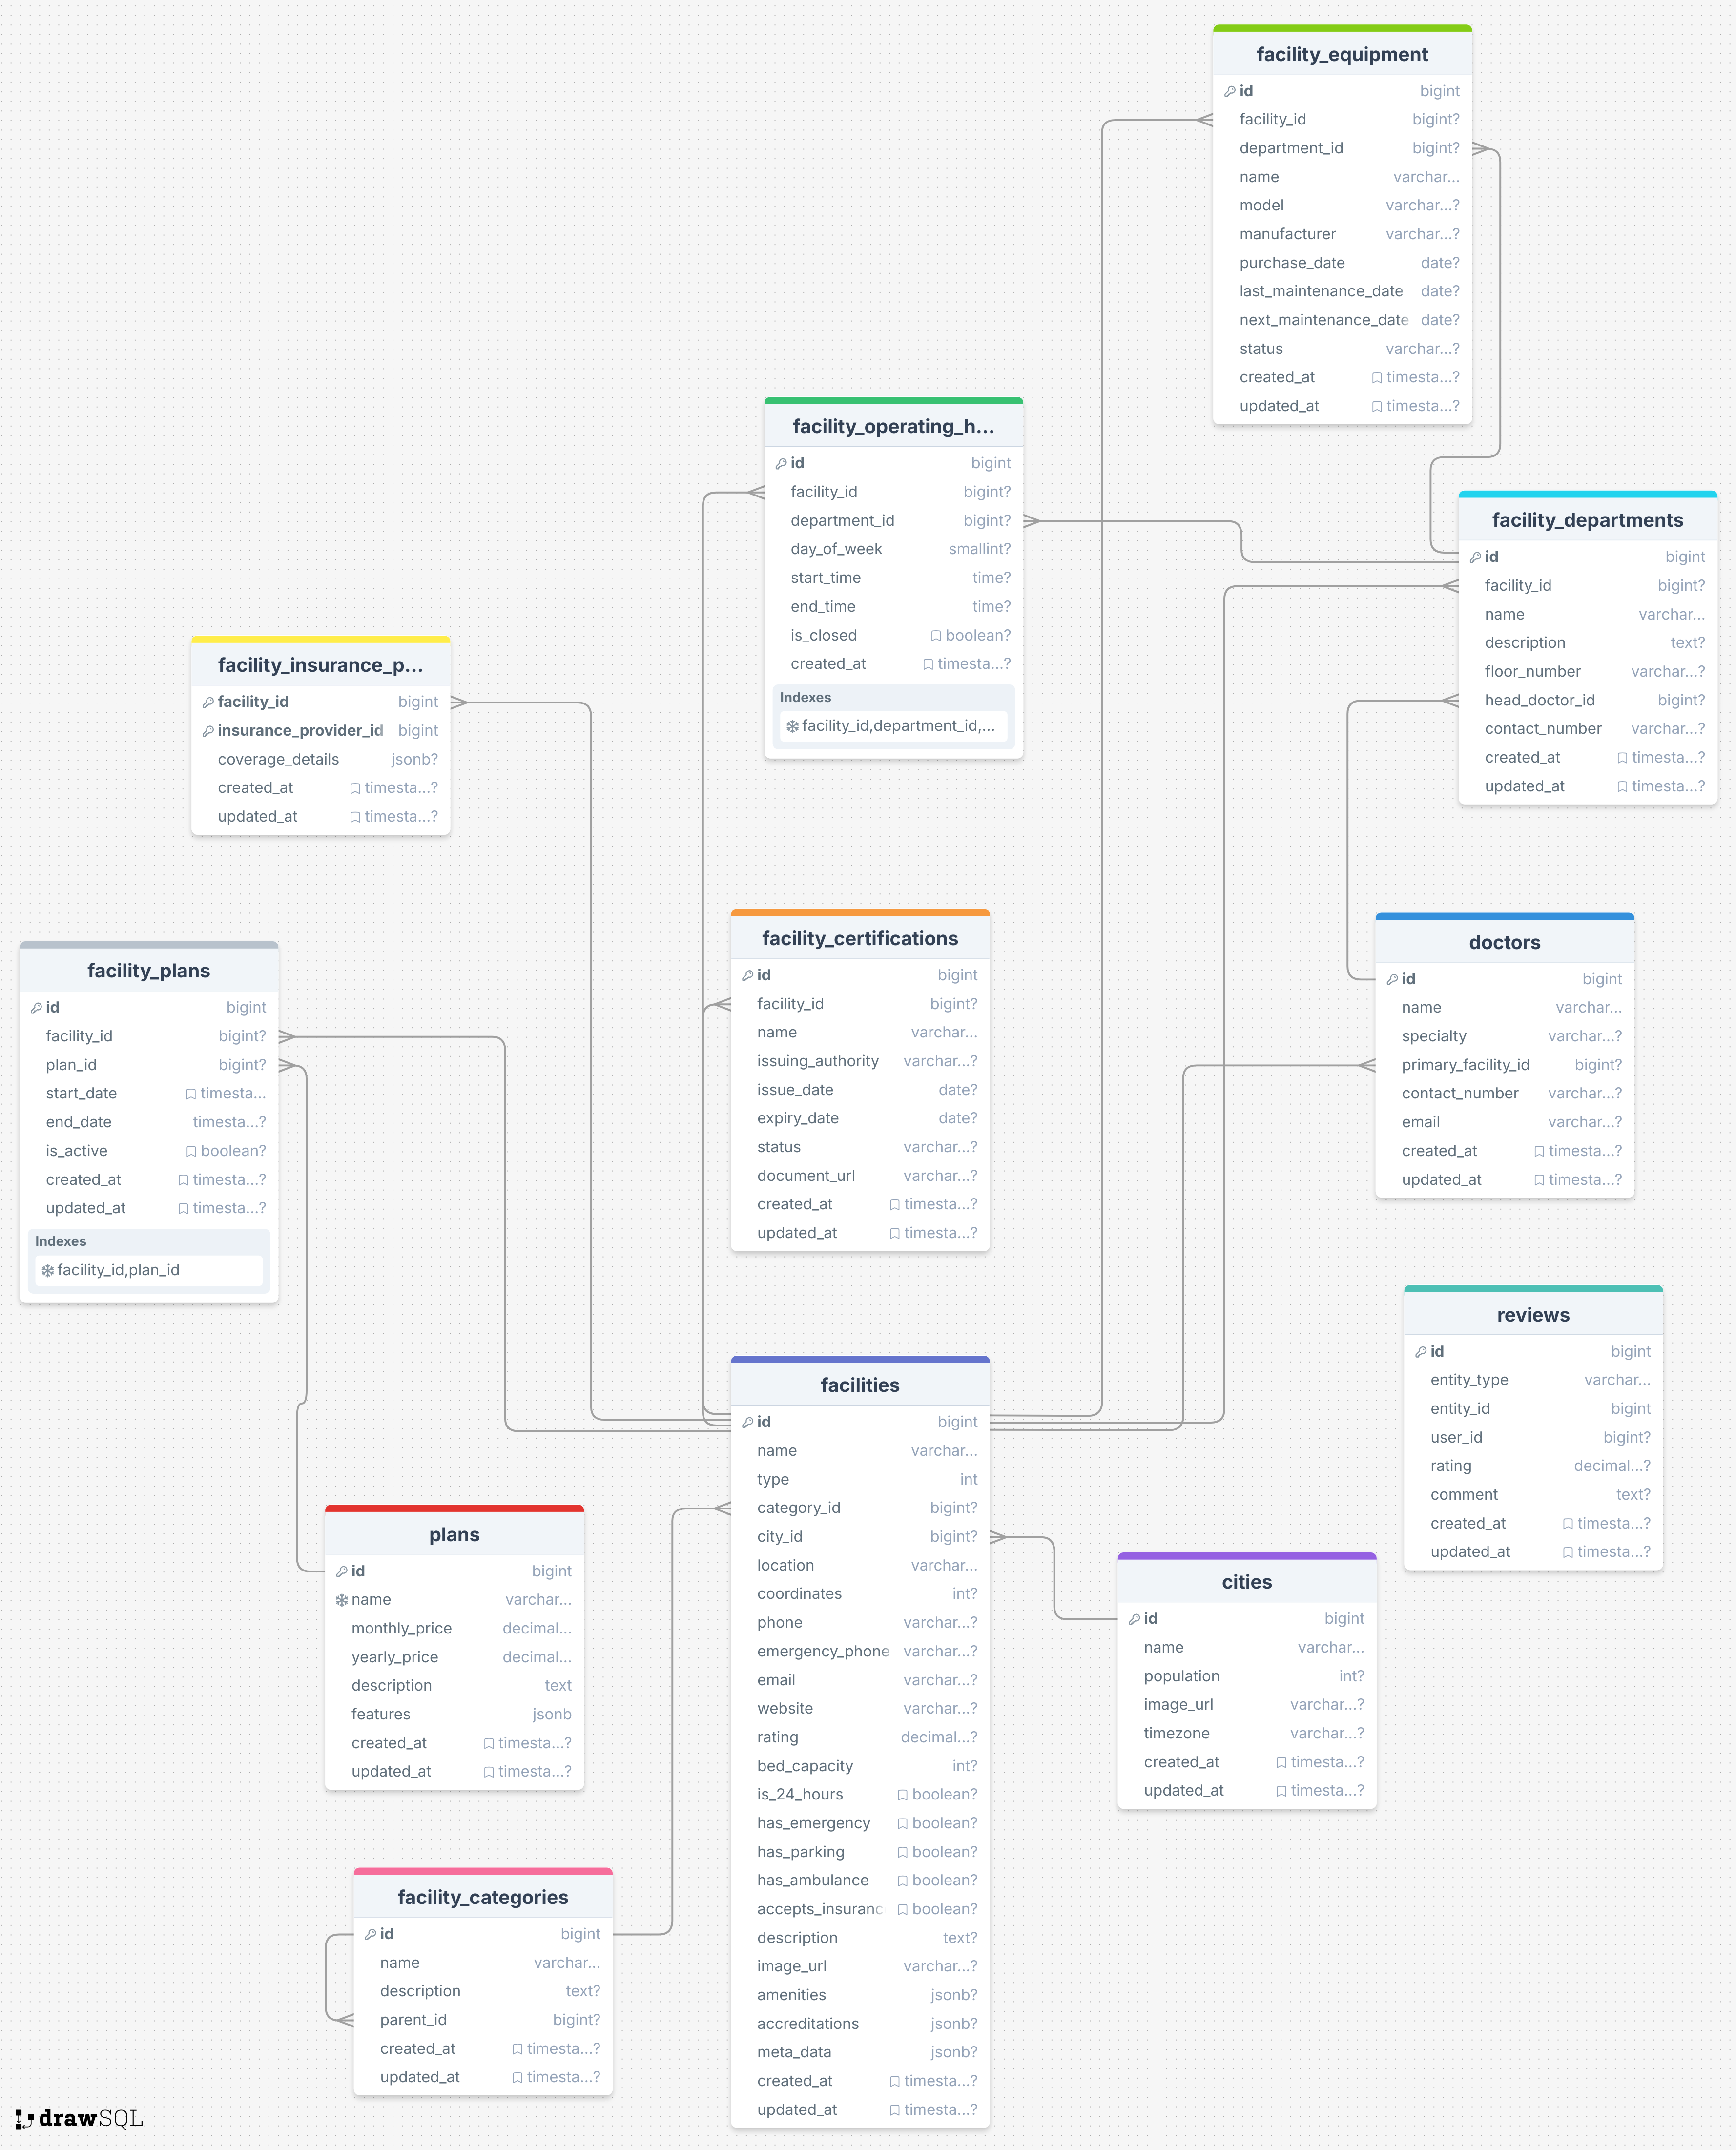 facility_equipment
id bigint
facility_id bigint?
department_id bigint?
name varchar...
model varchar...?
manufacturer varchar...?
purchase_date date?
last_maintenance_date date?
next_maintenance_date date?
status varchar...?
created_at timesta...?
updated_at timesta...?
facility_operating_h...
id bigint
facility_id bigint?
department_id bigint?
day_of_week smallint?
start_time time?
end_time time?
is_closed boolean?
created_at timesta...?
Indexes
facility_id,department_id,...
facility_departments
id bigint
facility_id bigint?
name varchar...
description text?
floor_number varchar...?
head_doctor_id bigint?
contact_number varchar...?
created_at timesta...?
updated_at timesta...?
facility_insurance_p...
facility_id bigint
insurance_provider_id bigint
coverage_details jsonb?
created_at timesta...?
updated_at timesta...?
facility_plans
id bigint
facility_id bigint?
plan_id bigint?
start_date timesta...
end_date timesta...?
is_active boolean?
created_at timesta...?
updated_at timesta...?
Indexes
facility_id,plan_id
facility_certifications
id bigint
facility_id bigint?
name varchar...
issuing_authority varchar...?
issue_date date?
expiry_date date?
status varchar...?
document_url varchar...?
created_at timesta...?
updated_at timesta...?
doctors
id bigint
name varchar...
specialty varchar...?
primary_facility_id bigint?
contact_number varchar...?
email varchar...?
created_at timesta...?
updated_at timesta...?
reviews
id bigint
entity_type varchar...
entity_id bigint
user_id bigint?
rating decimal...?
comment text?
created_at timesta...?
updated_at timesta...?
facilities
id bigint
name varchar...
type int
category_id bigint?
city_id bigint?
location varchar...
coordinates int?
phone varchar...?
emergency_phone varchar...?
email varchar...?
website varchar...?
rating decimal...?
bed_capacity int?
is_24_hours boolean?
has_emergency boolean?
has_parking boolean?
has_ambulance boolean?
accepts_insuranc boolean?
description text?
image_url varchar...?
amenities jsonb?
accreditations jsonb?
meta_data jsonb?
created_at timesta...?
updated_at timesta...?
plans
id bigint
name varchar...
monthly_price decimal...
yearly_price decimal...
description text
features jsonb
created_at timesta...?
updated_at timesta...?
cities
id bigint
name varchar...
population int?
image_url varchar...?
timezone varchar...?
created_at timesta...?
updated_at timesta...?
facility_categories
id bigint
name varchar...
description text?
parent_id bigint?
created_at timesta...?
updated_at timesta...?
drawSQL